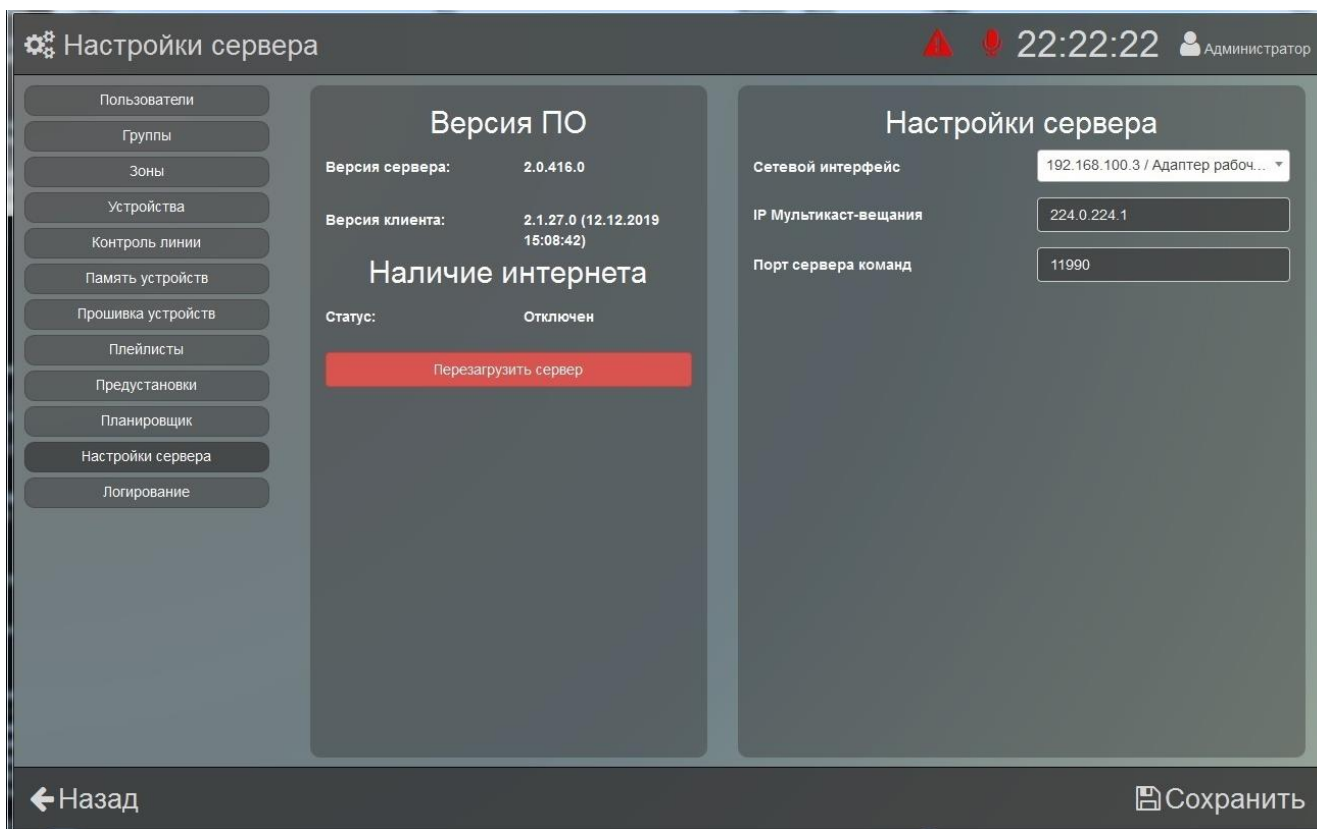 Настройки сервера
22:22:22
Администратор
Пользователи
Группы
Зоны
Устройства
Контроль линии
Память устройств
Прошивка устройств
Плейлисты
Предустановки
Планировщик
Настройки сервера
Логирование
Версия ПО
Версия сервера: 2.0.416.0
Версия клиента: 2.1.27.0 (12.12.2019
15:08:42)
Наличие интернета
Статус: Отключен
Перезагрузить сервер
Настройки сервера
Сетевой интерфейс 192.168.100.3 / Адаптер рабоч...
IP Мультикаст-вещания 224.0.224.1
Порт сервера команд 11990
Назад
Сохранить